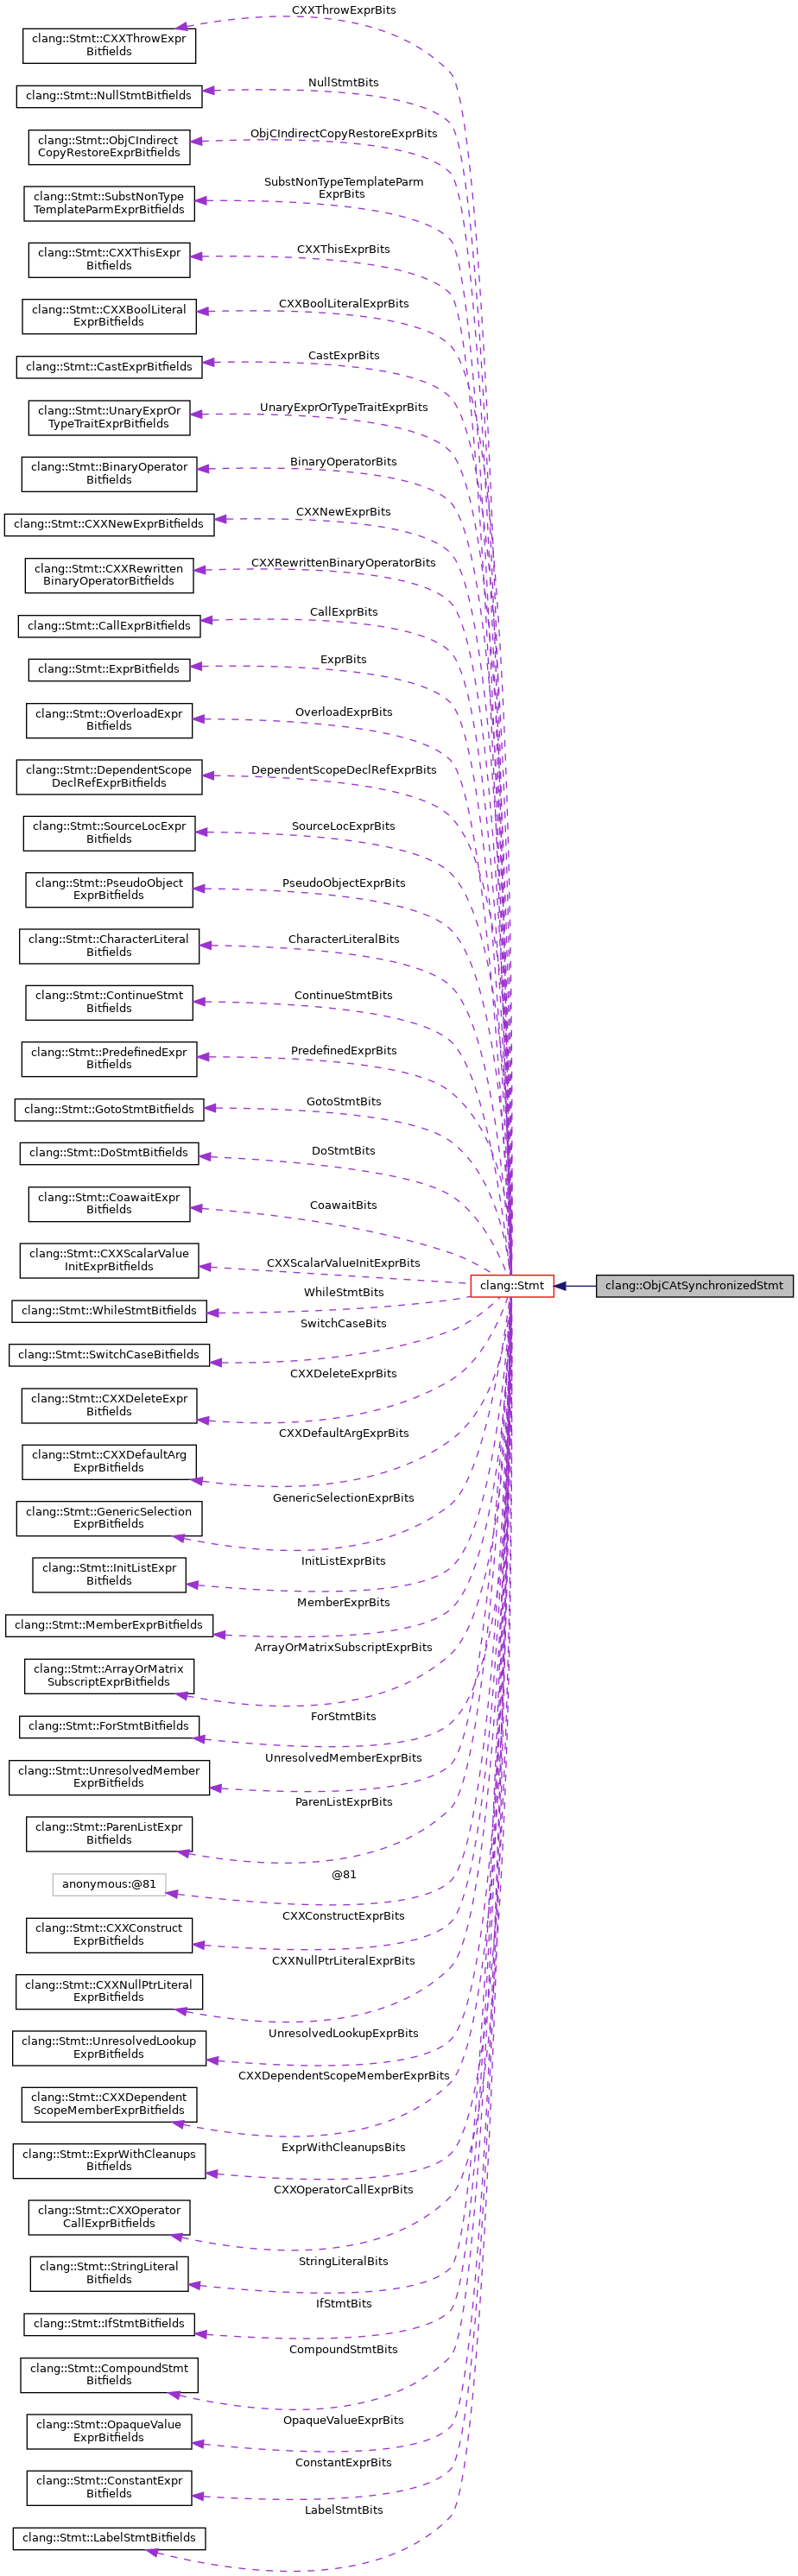 CXXThrowExprBits
clang::Stmt::CXXThrowExpr
Bitfields
NullStmtBits
clang::Stmt::NullStmtBitfields
ObjCIndirectCopyRestoreExprBits
clang::Stmt::ObjCIndirect
CopyRestoreExprBitfields
SubstNonTypeTemplateParm
ExprBits
clang::Stmt::SubstNonType
TemplateParmExprBitfields
CXXThisExprBits
clang::Stmt::CXXThisExpr
Bitfields
CXXBoolLiteralExprBits
clang::Stmt::CXXBoolLiteral
ExprBitfields
CastExprBits
clang::Stmt::CastExprBitfields
UnaryExprOrTypeTraitExprBits
clang::Stmt::UnaryExprOr
TypeTraitExprBitfields
BinaryOperatorBits
clang::Stmt::BinaryOperator
Bitfields
CXXNewExprBits
clang::Stmt::CXXNewExprBitfields
CXXRewrittenBinaryOperatorBits
clang::Stmt::CXXRewritten
BinaryOperatorBitfields
CallExprBits
clang::Stmt::CallExprBitfields
ExprBits
clang::Stmt::ExprBitfields
OverloadExprBits
clang::Stmt::OverloadExpr
Bitfields
DependentScopeDeclRefExprBits
clang::Stmt::DependentScope
DeclRefExprBitfields
SourceLocExprBits
clang::Stmt::SourceLocExpr
Bitfields
PseudoObjectExprBits
clang::Stmt::PseudoObject
ExprBitfields
CharacterLiteralBits
clang::Stmt::CharacterLiteral
Bitfields
ContinueStmtBits
clang::Stmt::ContinueStmt
Bitfields
PredefinedExprBits
clang::Stmt::PredefinedExpr
Bitfields
GotoStmtBits
clang::Stmt::GotoStmtBitfields
DoStmtBits
clang::Stmt::DoStmtBitfields
CoawaitBits
clang::Stmt::CoawaitExpr
Bitfields
CXXScalarValueInitExprBits
clang::Stmt::CXXScalarValue
InitExprBitfields
clang::Stmt
clang::ObjCAtSynchronizedStmt
WhileStmtBits
clang::Stmt::WhileStmtBitfields
SwitchCaseBits
clang::Stmt::SwitchCaseBitfields
CXXDeleteExprBits
clang::Stmt::CXXDeleteExpr
Bitfields
CXXDefaultArgExprBits
clang::Stmt::CXXDefaultArg
ExprBitfields
GenericSelectionExprBits
clang::Stmt::GenericSelection
ExprBitfields
InitListExprBits
clang::Stmt::InitListExpr
Bitfields
MemberExprBits
clang::Stmt::MemberExprBitfields
ArrayOrMatrixSubscriptExprBits
clang::Stmt::ArrayOrMatrix
SubscriptExprBitfields
ForStmtBits
clang::Stmt::ForStmtBitfields
UnresolvedMemberExprBits
clang::Stmt::UnresolvedMember
ExprBitfields
ParenListExprBits
clang::Stmt::ParenListExpr
Bitfields
@81
anonymous:@81
CXXConstructExprBits
clang::Stmt::CXXConstruct
ExprBitfields
CXXNullPtrLiteralExprBits
clang::Stmt::CXXNullPtrLiteral
ExprBitfields
UnresolvedLookupExprBits
clang::Stmt::UnresolvedLookup
ExprBitfields
CXXDependentScopeMemberExprBits
clang::Stmt::CXXDependent
ScopeMemberExprBitfields
ExprWithCleanupsBits
clang::Stmt::ExprWithCleanups
Bitfields
CXXOperatorCallExprBits
clang::Stmt::CXXOperator
CallExprBitfields
StringLiteralBits
clang::Stmt::StringLiteral
Bitfields
IfStmtBits
clang::Stmt::IfStmtBitfields
CompoundStmtBits
clang::Stmt::CompoundStmt
Bitfields
OpaqueValueExprBits
clang::Stmt::OpaqueValue
ExprBitfields
ConstantExprBits
clang::Stmt::ConstantExpr
Bitfields
LabelStmtBits
clang::Stmt::LabelStmtBitfields